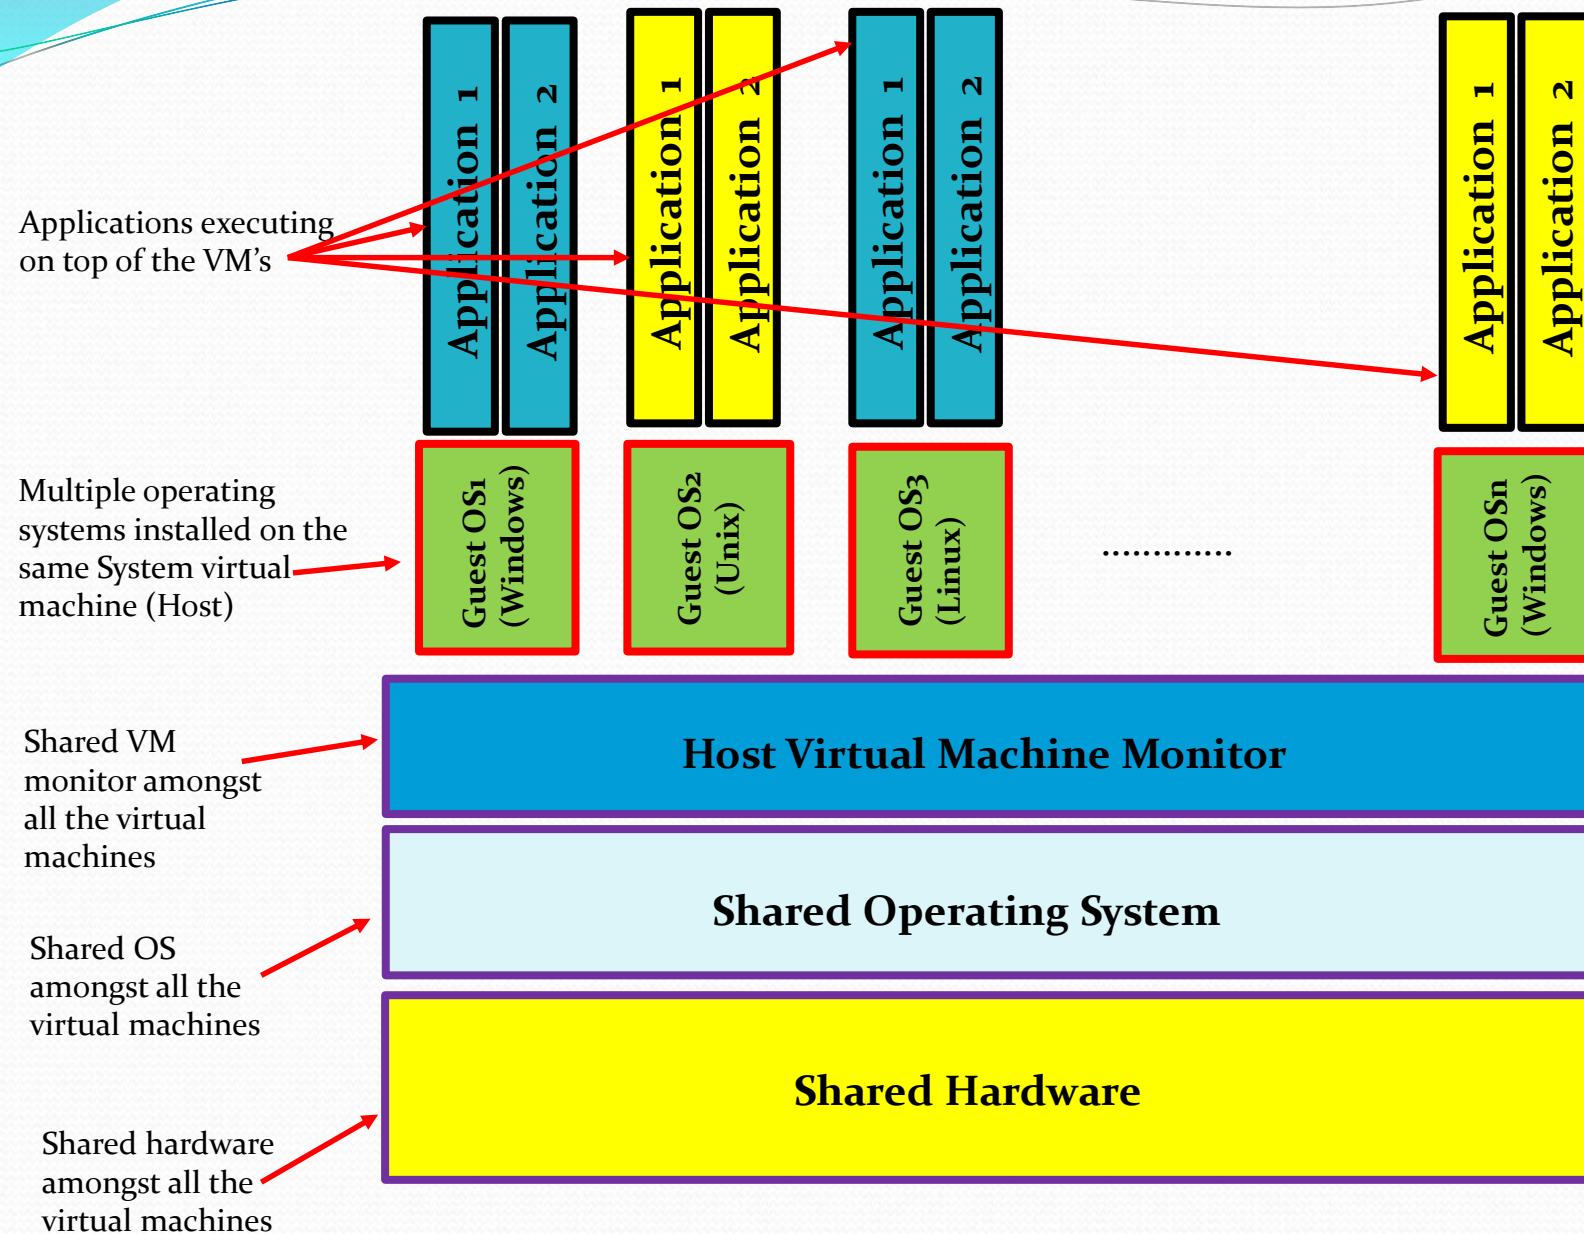 Application 1
Application 2
Application 1
Application 2
Application 1
Application 2
Application 1
Application 2
Applications executing
on top of the VM’s
Multiple operating
systems installed on the
same System virtual
machine (Host)
Guest OS1
(Windows)
Guest OS2
(Unix)
Guest OS3
(Linux)
.............
Guest OSn
(Windows)
Shared VM
monitor amongst
all the virtual
machines
Host Virtual Machine Monitor
Shared OS
amongst all the
virtual machines
Shared Operating System
Shared hardware
amongst all the
virtual machines
Shared Hardware